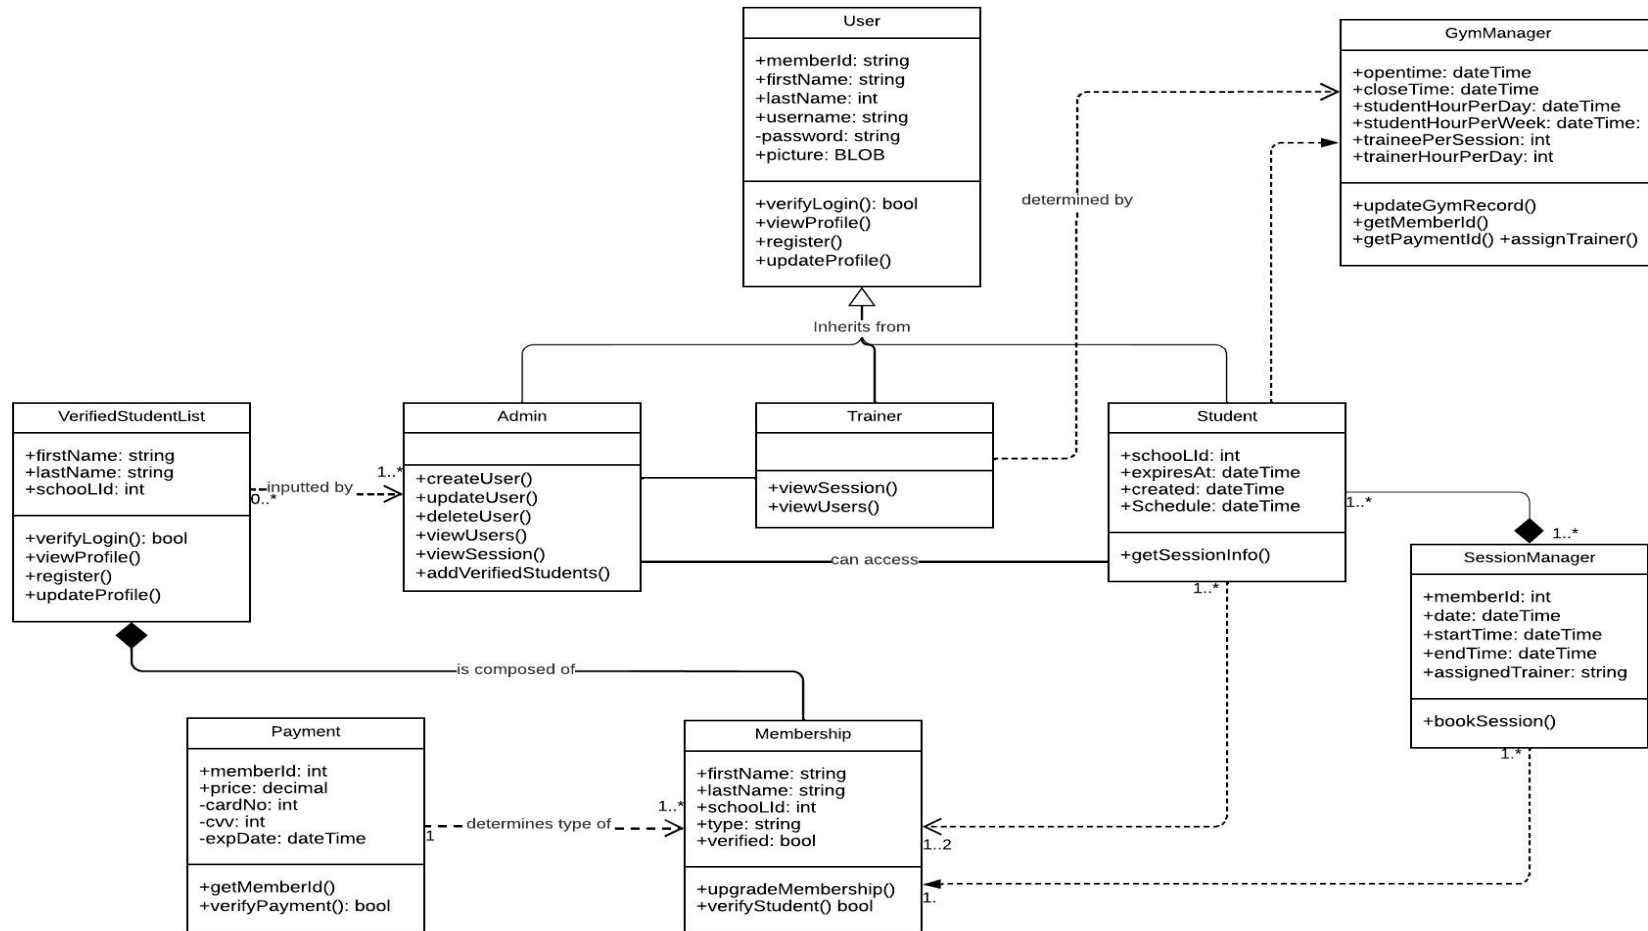 User
+memberId: string
+firstName: string
+lastName: int
+username: string
-password: string
+picture: BLOB
+verifyLogin(): bool
+viewProfile()
+register()
+updateProfile()
GymManager
+opentime: dateTime
+closeTime: dateTime
+studentHourPerDay: dateTime
+studentHourPerWeek: dateTime:
+traineePerSession: int
+trainerHourPerDay: int
+updateGymRecord()
+getMemberId()
+getPaymentId() +assignTrainer()
determined by
Inherits from
VerifiedStudentList
+firstName: string
+lastName: string
+schooLId: int
+verifyLogin(): bool
+viewProfile()
+register()
+updateProfile()
0..*
inputted by
1..*
Admin
+createUser()
+updateUser()
+deleteUser()
+viewUsers()
+viewSession()
+addVerifiedStudents()
Trainer
+viewSession()
+viewUsers()
can access
Student
+schooLId: int
+expiresAt: dateTime
+created: dateTime
+Schedule: dateTime
+getSessionInfo()
1..*
1..*
1..*
SessionManager
+memberId: int
+date: dateTime
+startTime: dateTime
+endTime: dateTime
+assignedTrainer: string
+bookSession()
1.*
is composed of
Payment
+memberId: int
+price: decimal
-cardNo: int
-cvv: int
-expDate: dateTime
+getMemberId()
+verifyPayment(): bool
1
determines type of
1..*
Membership
+firstName: string
+lastName: string
+schooLId: int
+type: string
+verified: bool
+upgradeMembership()
+verifyStudent() bool
1..2
1.